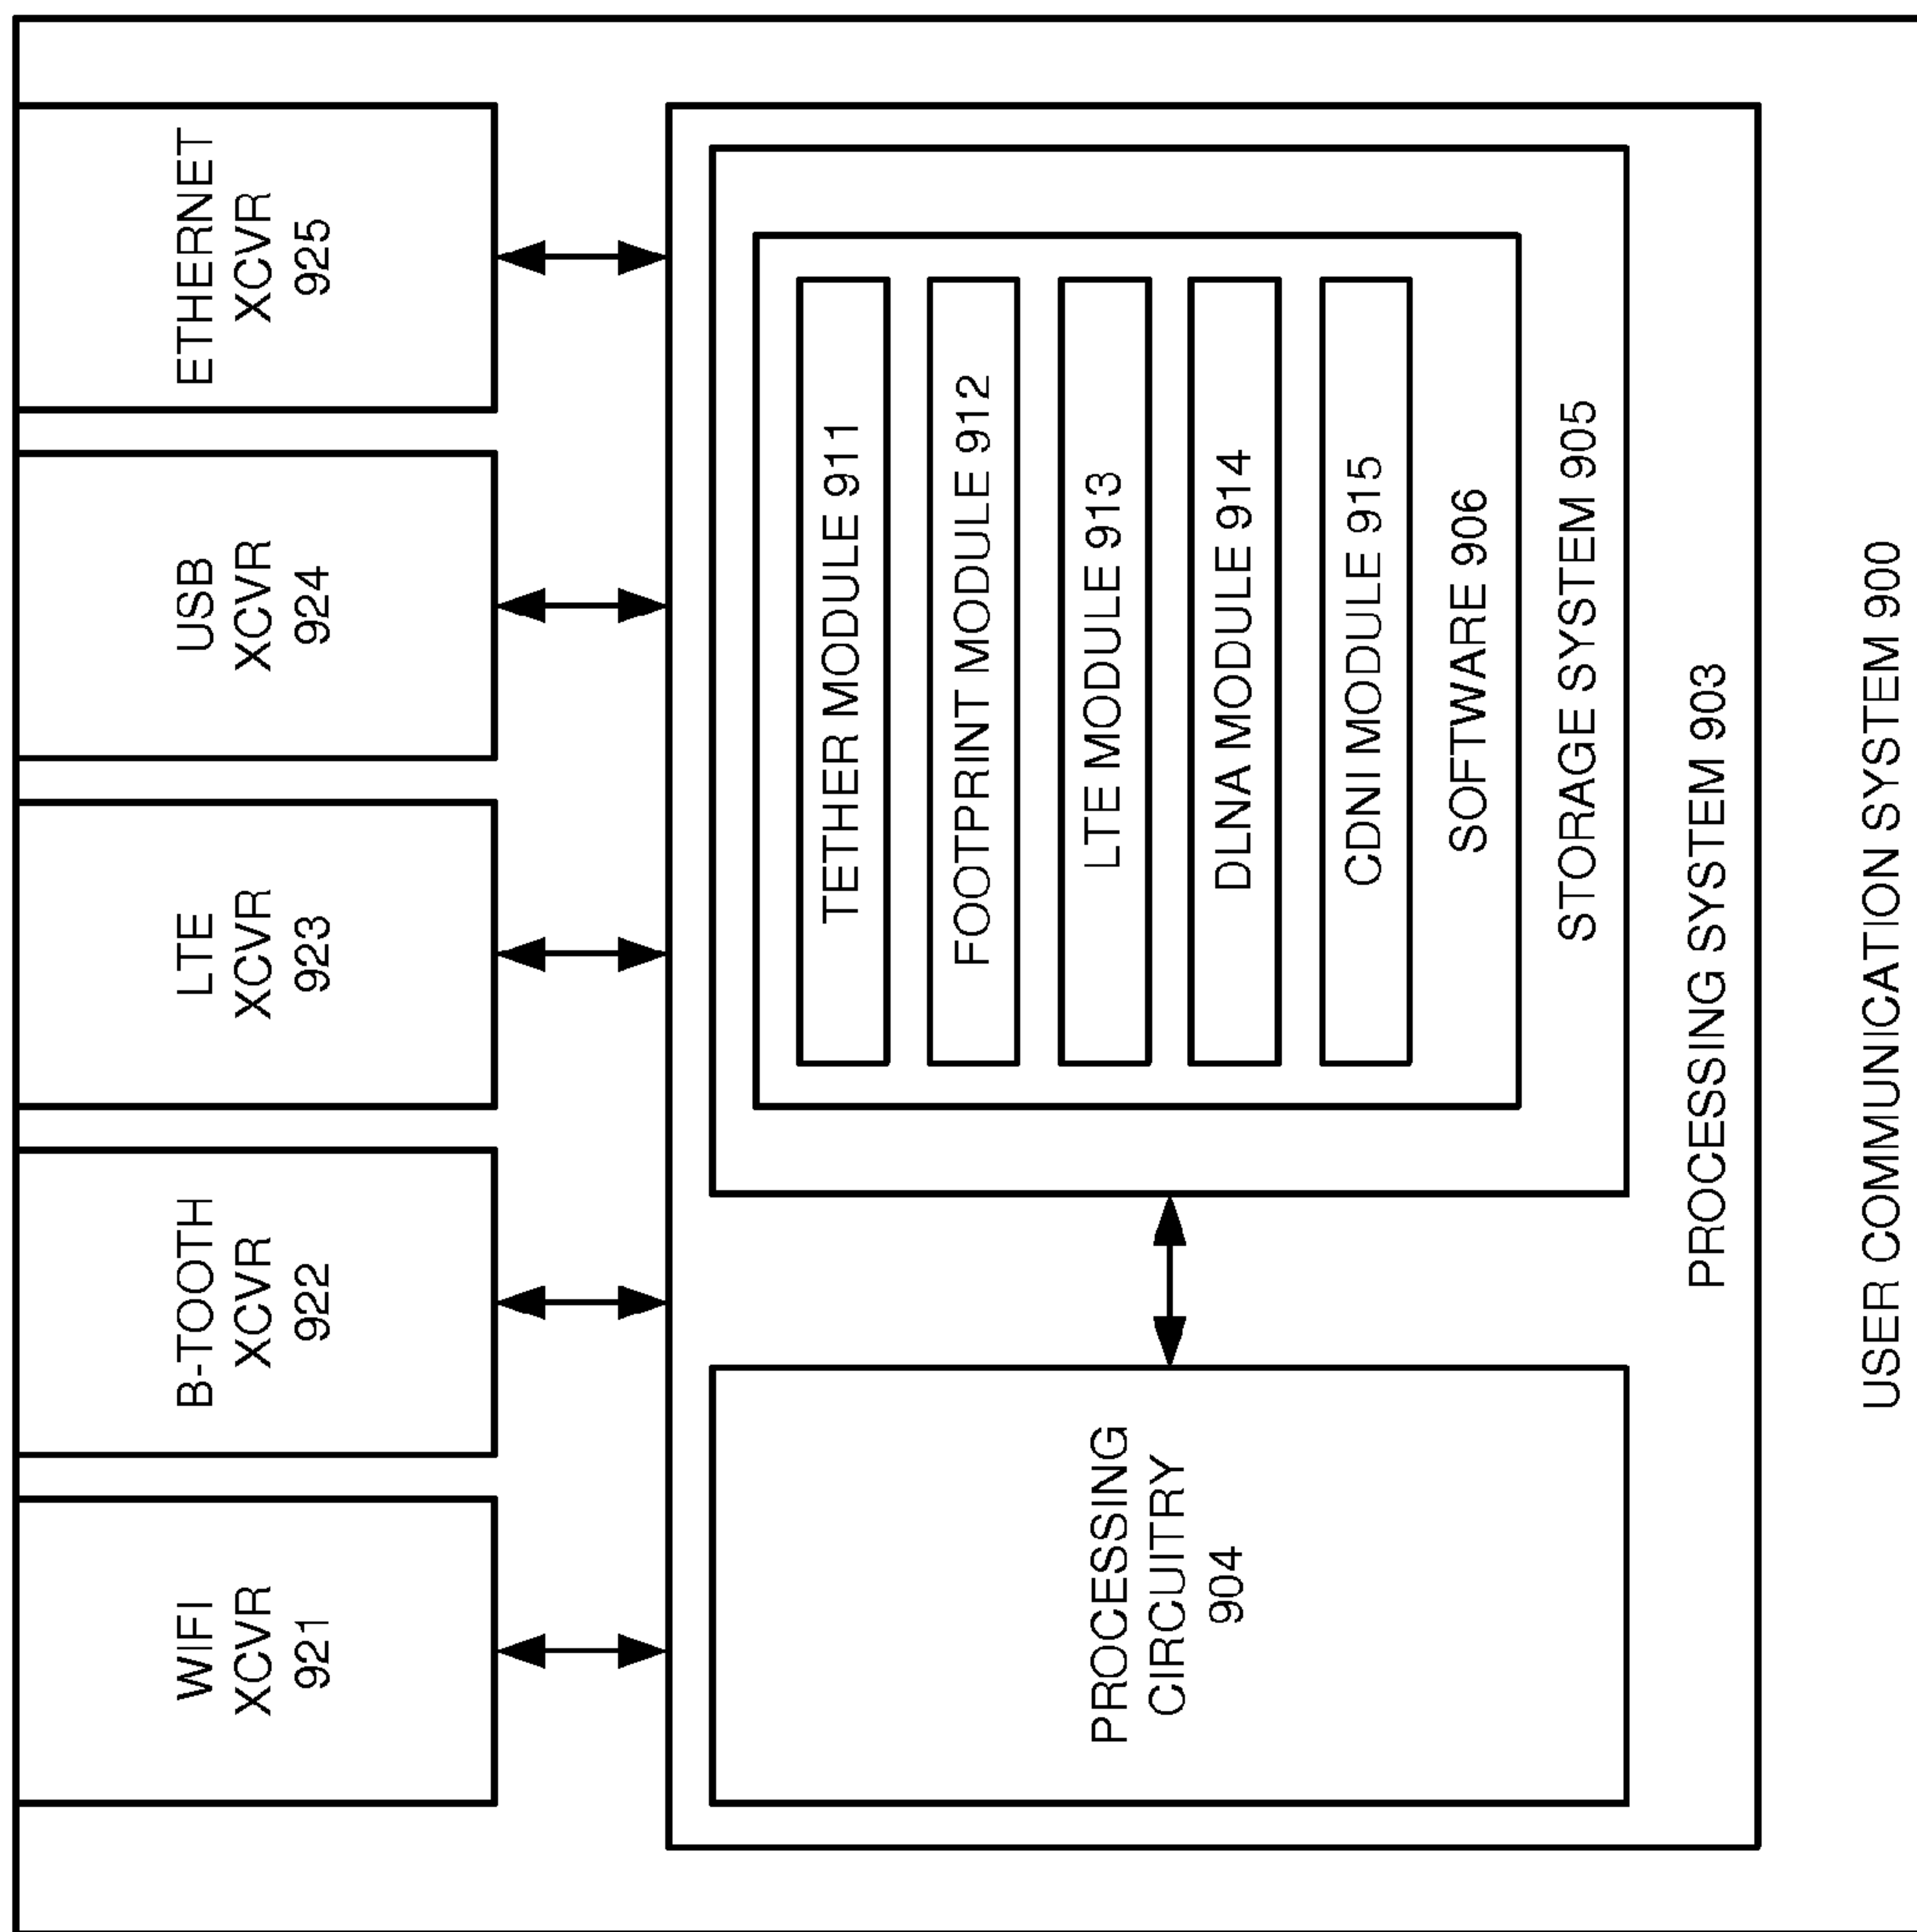 WIFI
XCVR
921
B-TOOTH
XCVR
922
LTE
XCVR
923
USB
XCVR
924
ETHERNET
XCVR
925
PROCESSING
CIRCUITRY
904
TETHER MODULE 911
FOOTPRINT MODULE 912
LTE MODULE 913
DLNA MODULE 914
CDNI MODULE 915
SOFTWARE 906
STORAGE SYSTEM 905
PROCESSING SYSTEM 903
USER COMMUNICATION SYSTEM 900